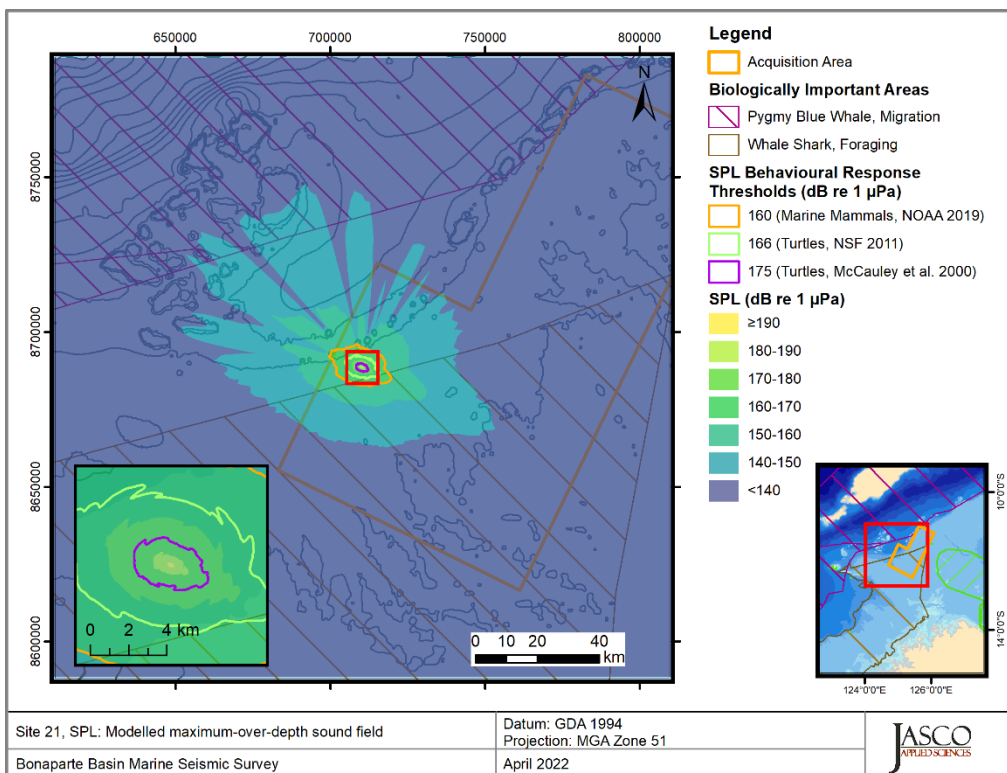 650000 700000 750000 800000
8750000
8700000
8650000
8600000
N
0 2 4 km
0 10 20 40
km
Legend
Acquisition Area
Biologically Important Areas
Pygmy Blue Whale, Migration
Whale Shark, Foraging
SPL Behavioural Response
Thresholds (dB re 1 µPa)
160 (Marine Mammals, NOAA 2019)
166 (Turtles, NSF 2011)
175 (Turtles, McCauley et al. 2000)
SPL (dB re 1 µPa)
≥190
180-190
170-180
160-170
150-160
140-150
<140
10°0'0"S
14°0'0"S
124°0'0"E 126°0'0"E
Site 21, SPL: Modelled maximum-over-depth sound field
Datum: GDA 1994
Projection: MGA Zone 51
Bonaparte Basin Marine Seismic Survey
April 2022
JASCO
APPLIED SCIENCES